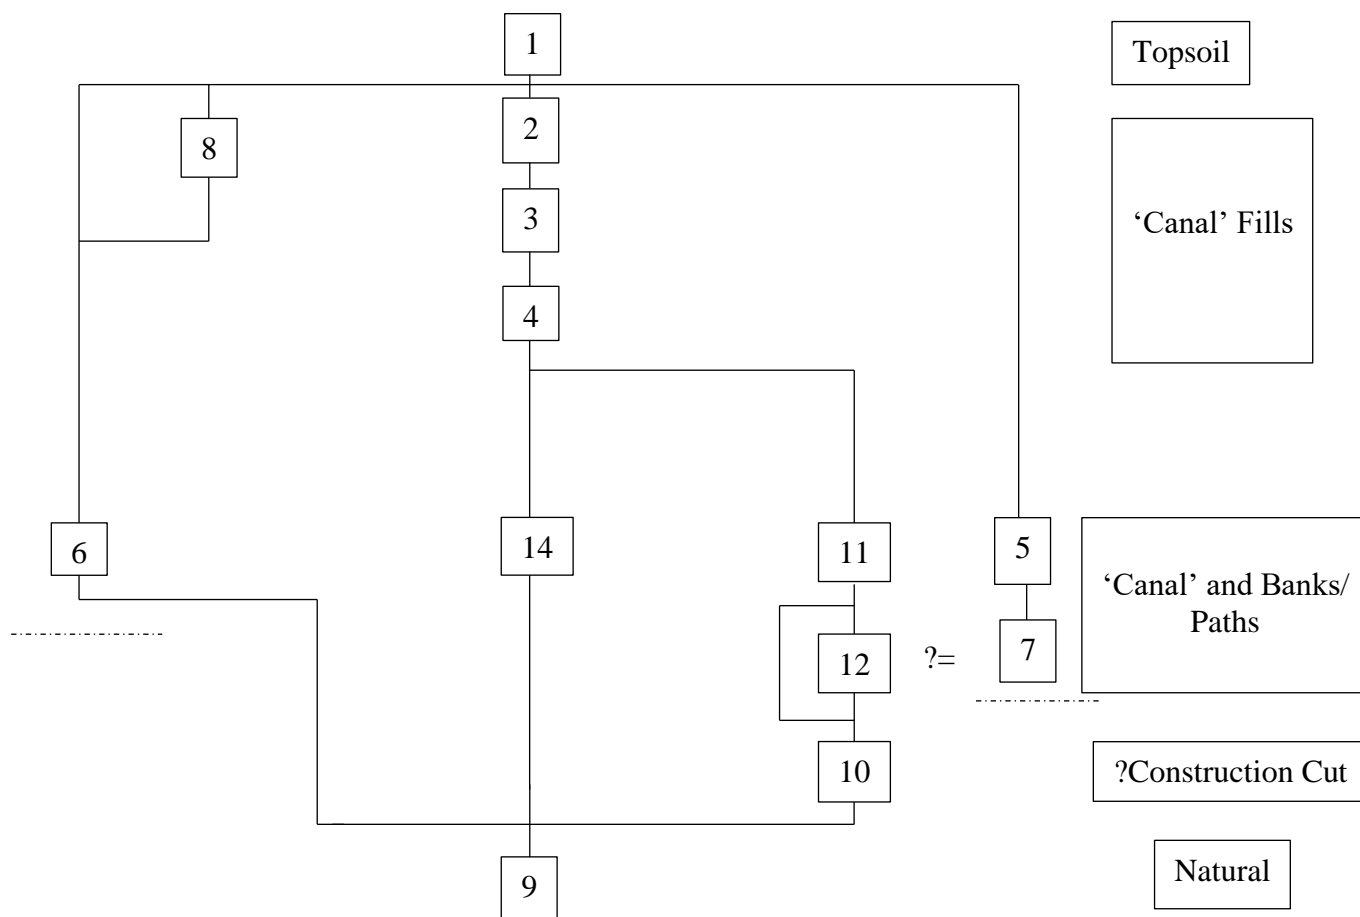 1
Topsoil
2
8
3
‘Canal’ Fills
4
6
14
11
5
‘Canal’ and Banks/
Paths
12
?=
7
10
?Construction Cut
9
Natural